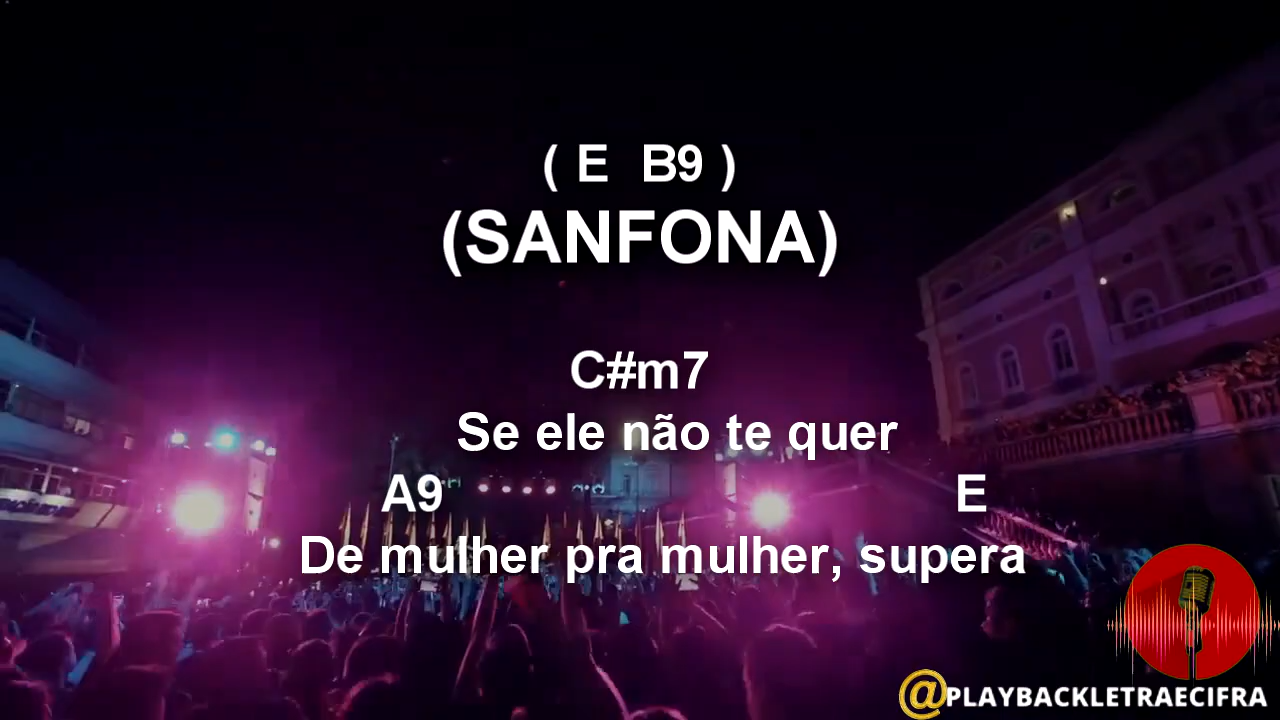 ( E B9 )
(SANFONA)
C#m7
Se ele não te quer
A9 E
De mulher pra mulher, supera
@PLAYBACKLETRAECIFRA